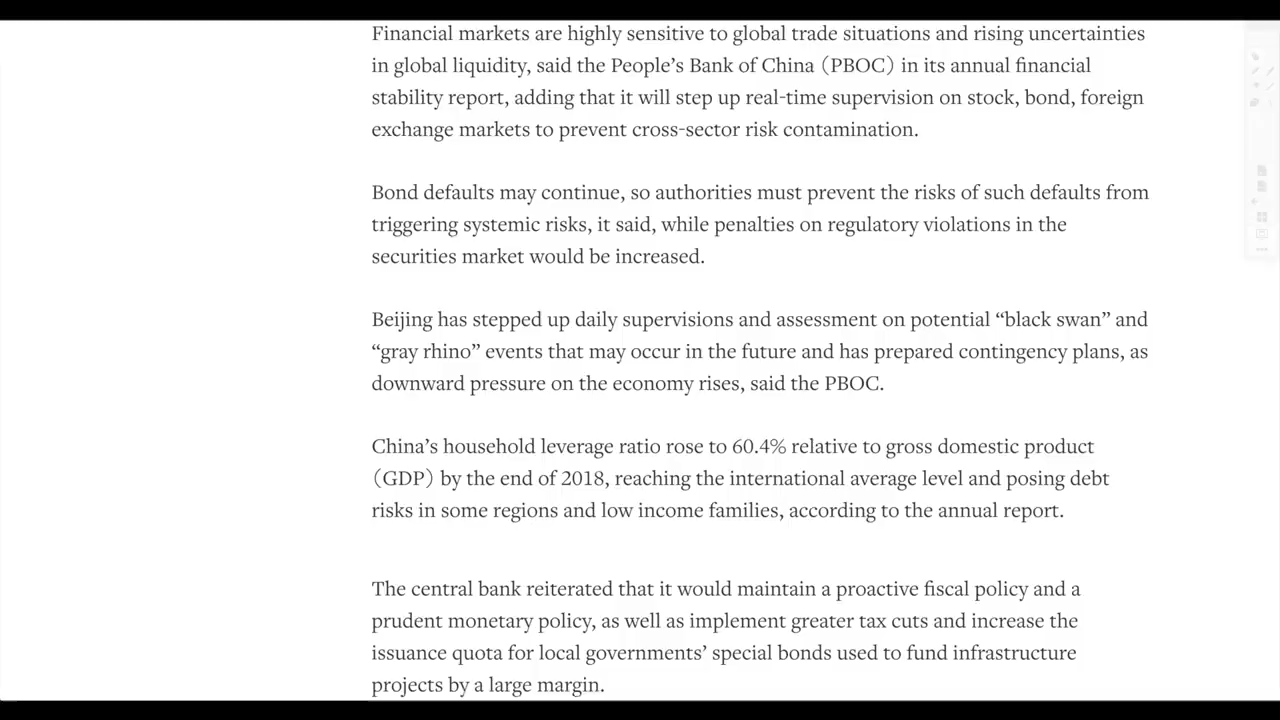 Financial markets are highly sensitive to global trade situations and rising uncertainties
in global liquidity, said the People’s Bank of China (PBOC) in its annual financial
stability report, adding that it will step up real-time supervision on stock, bond, foreign
exchange markets to prevent cross-sector risk contamination.
Bond defaults may continue, so authorities must prevent the risks of such defaults from
triggering systemic risks, it said, while penalties on regulatory violations in the
securities market would be increased.
Beijing has stepped up daily supervisions and assessment on potential “black swan” and
“gray rhino” events that may occur in the future and has prepared contingency plans, as
downward pressure on the economy rises, said the PBOC.
China’s household leverage ratio rose to 60.4% relative to gross domestic product
(GDP) by the end of 2018, reaching the international average level and posing debt
risks in some regions and low income families, according to the annual report.
The central bank reiterated that it would maintain a proactive fiscal policy and a
prudent monetary policy, as well as implement greater tax cuts and increase the
issuance quota for local governments’ special bonds used to fund infrastructure
projects by a large margin.